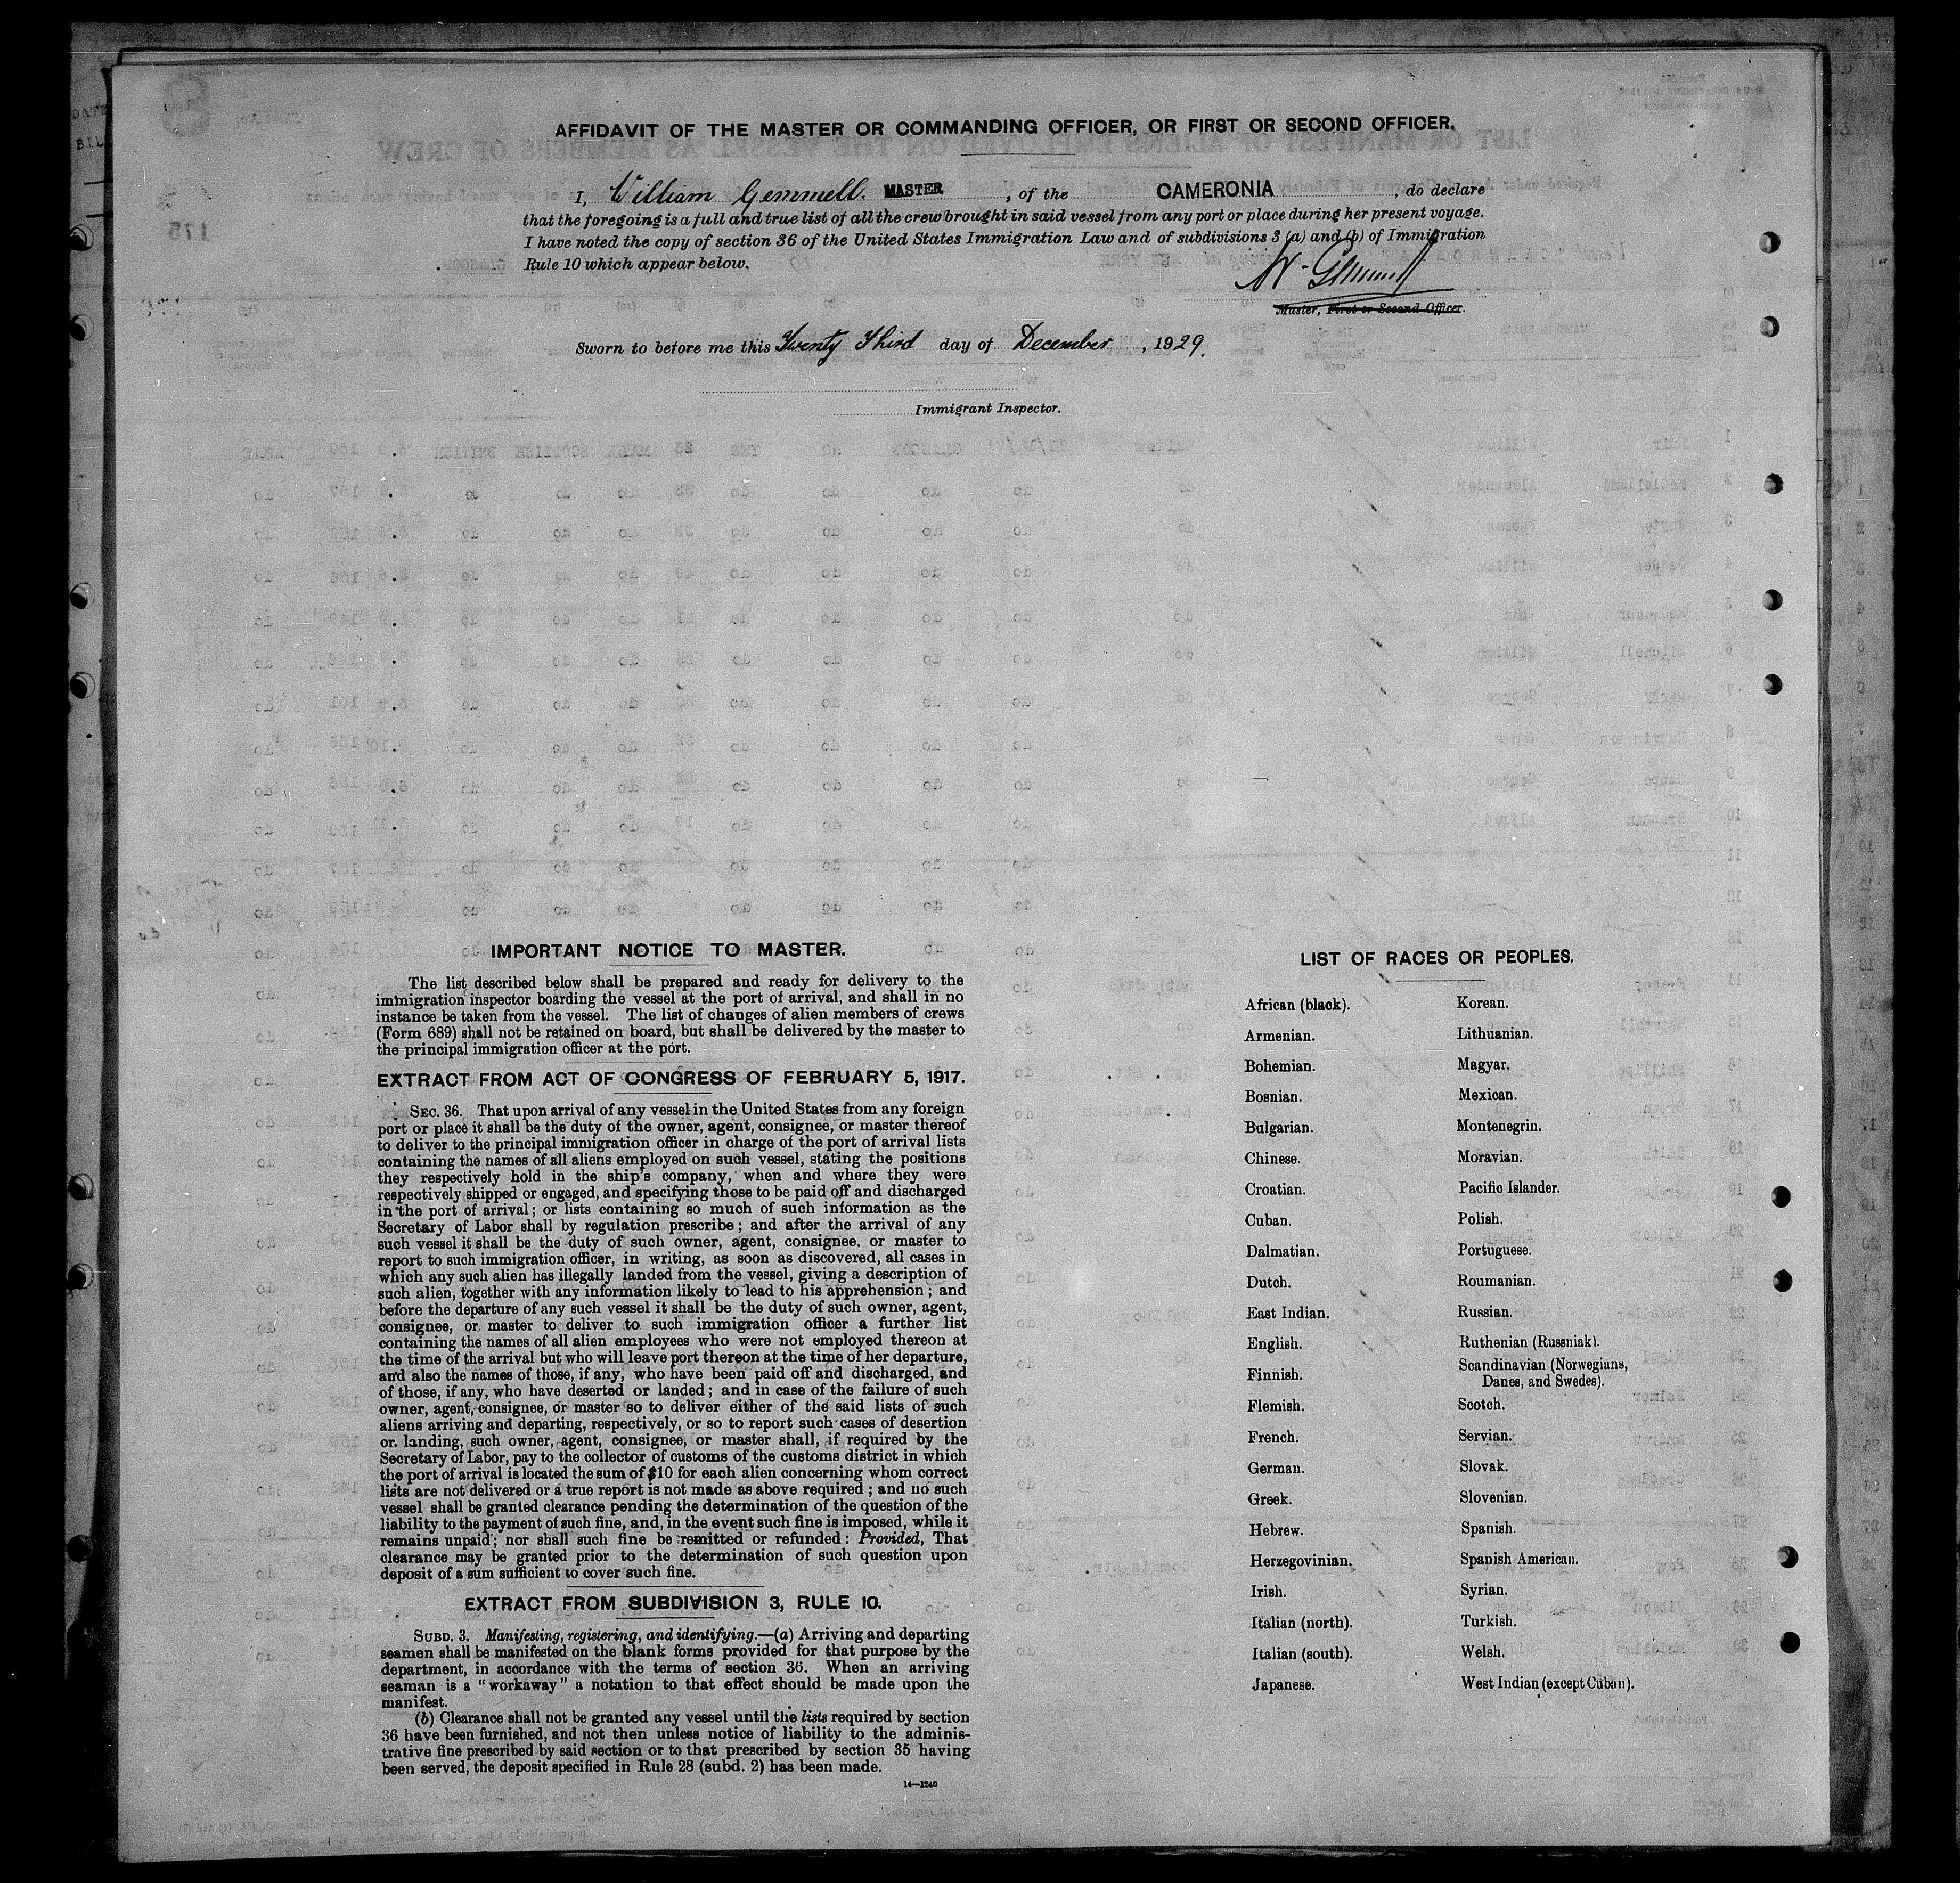 AFFIDAVIT OF THE MASTER OR COMMANDING OFFICER, OR FIRST OR SECOND OFFICER.
I, William Gemmell. MASTER, of the CAMERONIA, do declare
that the foregoing is a full and true list of all the crew brought in said vessel from any port or place during her present voyage.
I have noted the copy of section 36 of the United States Immigration Law and of subdivisions 3 (a) and (b) of Immigration
Rule 10 which appear below.
W. Gemmell
Master, First or Second Officer.
Sworn to before me this Twenty Third day of December, 1929.
Immigrant Inspector.
IMPORTANT NOTICE TO MASTER.
The list described below shall be prepared and ready for delivery to the
immigration inspector boarding the vessel at the port of arrival, and shall in no
instance be taken from the vessel. The list of changes of alien members of crews
(Form 689) shall not be retained on board, but shall be delivered by the master to
the principal immigration officer at the port.
EXTRACT FROM ACT OF CONGRESS OF FEBRUARY 5, 1917.
SEC. 36. That upon arrival of any vessel in the United States from any foreign
port or place it shall be the duty of the owner, agent, consignee, or master thereof
to deliver to the principal immigration officer in charge of the port of arrival lists
containing the names of all aliens employed on such vessel, stating the positions
they respectively hold in the ship's company, when and where they were
respectively shipped or engaged, and specifying those to be paid off and discharged
in the port of arrival; or lists containing so much of such information as the
Secretary of Labor shall by regulation prescribe; and after the arrival of any
such vessel it shall be the duty of such owner, agent, consignee, or master to
report to such immigration officer, in writing, as soon as discovered, all cases in
which any such alien has illegally landed from the vessel, giving a description of
such alien, together with any information likely to lead to his apprehension; and
before the departure of any such vessel it shall be the duty of such owner, agent,
consignee, or master to deliver to such immigration officer a further list
containing the names of all alien employees who were not employed thereon at
the time of the arrival but who will leave port thereon at the time of her departure,
and also the names of those, if any, who have been paid off and discharged, and
of those, if any, who have deserted or landed; and in case of the failure of such
owner, agent, consignee, or master so to deliver either of the said lists of such
aliens arriving and departing, respectively, or so to report such cases of desertion
or landing, such owner, agent, consignee, or master shall, if required by the
Secretary of Labor, pay to the collector of customs of the customs district in which
the port of arrival is located the sum of $10 for each alien concerning whom correct
lists are not delivered or a true report is not made as above required; and no such
vessel shall be granted clearance pending the determination of the question of the
liability to the payment of such fine, and, in the event such fine is imposed, while it
remains unpaid; nor shall such fine be remitted or refunded: Provided, That
clearance may be granted prior to the determination of such question upon
deposit of a sum sufficient to cover such fine.
EXTRACT FROM SUBDIVISION 3, RULE 10.
SUBD. 3. Manifesting, registering, and identifying.—(a) Arriving and departing
seamen shall be manifested on the blank forms provided for that purpose by the
department, in accordance with the terms of section 36. When an arriving
seaman is a "workaway" a notation to that effect should be made upon the
manifest.
(b) Clearance shall not be granted any vessel until the lists required by section
36 have been furnished, and not then unless notice of liability to the adminis-
trative fine prescribed by said section or to that prescribed by section 35 having
been served, the deposit specified in Rule 28 (subd. 2) has been made.
14—1240
LIST OF RACES OR PEOPLES.
African (black).
Armenian.
Bohemian.
Bosnian.
Bulgarian.
Chinese.
Croatian.
Cuban.
Dalmatian.
Dutch.
East Indian.
English.
Finnish.
Flemish.
French.
German.
Greek.
Hebrew.
Herzegovinian.
Irish.
Italian (north).
Italian (south).
Japanese.
Korean.
Lithuanian.
Magyar.
Mexican.
Montenegrin.
Moravian.
Pacific Islander.
Polish.
Portuguese.
Roumanian.
Russian.
Ruthenian (Russniak).
Scandinavian (Norwegians,
Danes, and Swedes).
Scotch.
Servian.
Slovak.
Slovenian.
Spanish.
Spanish American.
Syrian.
Turkish.
Welsh.
West Indian (except Cuban).